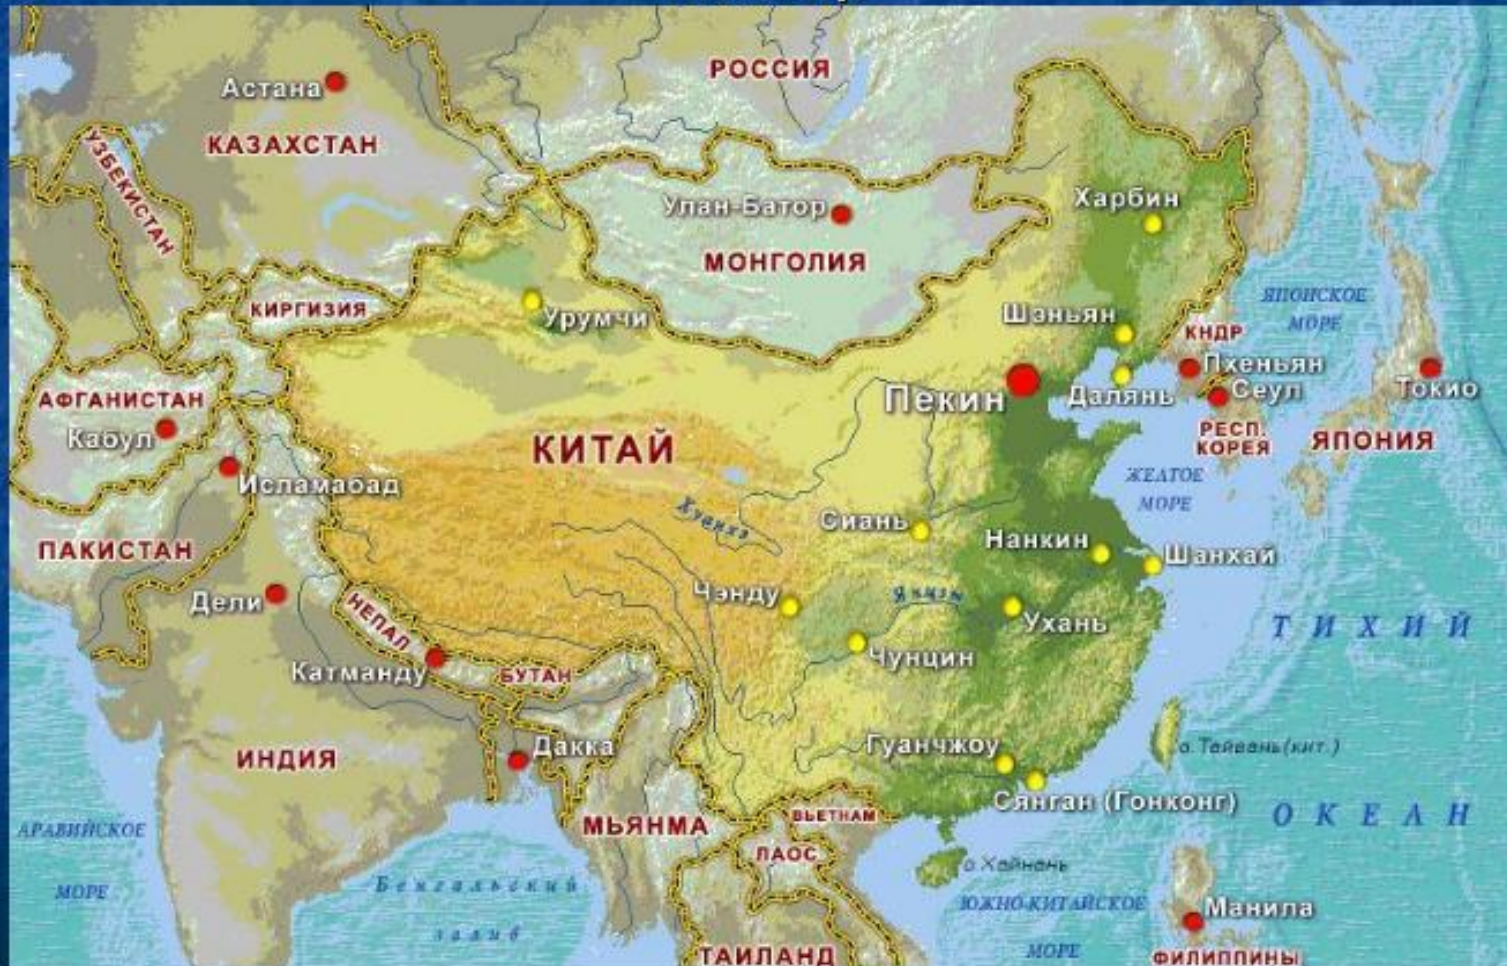 РОССИЯ
Астана
КАЗАХСТАН
УЗБЕКИСТАН
Улан-Батор
Харбин
МОНГОЛИЯ
КИРГИЗИЯ
Урумчи
Шэньян
ЯПОНСКОЕ
МОРЕ
КНДР
Пхеньян
Сеул
Токио
Далянь
Пекин
АФГАНИСТАН
Кабул
КИТАЙ
РЕСП.
КОРЕЯ
ЯПОНИЯ
Исламабад
ЖЕЛТОЕ
МОРЕ
Хуанхэ
Сиань
Нанкин
Шанхай
ПАКИСТАН
Дели
НЕПАЛ
Чэнду
Янцзы
Ухань
ТИХИЙ
Чунцин
Катманду
БУТАН
ИНДИЯ
Дакка
Гуанчжоу
о.Тайвань(кит.)
Сянган (Гонконг)
ОКЕАН
АРАВИЙСКОЕ
МОРЕ
МЬЯНМА
ВЬЕТНАМ
ЛАОС
о.Хайнань
Бенгальский
залив
ЮЖНО-КИТАЙСКОЕ
МОРЕ
Манила
ТАИЛАНД
ФИЛИППИНЫ